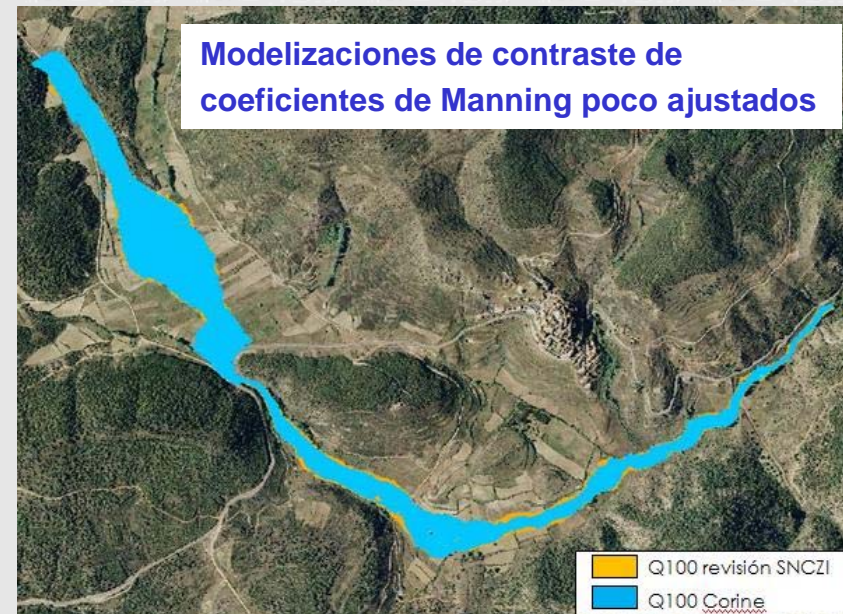 Modelizaciones de contraste de
coeficientes de Manning poco ajustados
Q100 revisión SNCZI
Q100 Corine